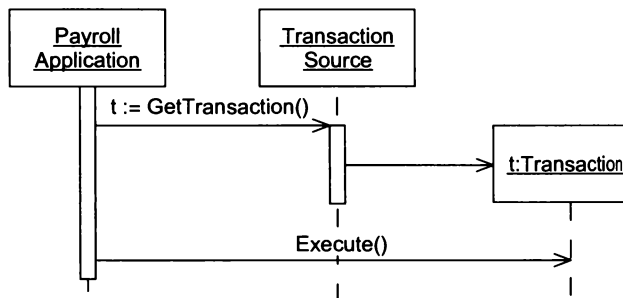 Payroll
Application
Transaction
Source
t := GetTransaction()
t:Transaction
Execute()